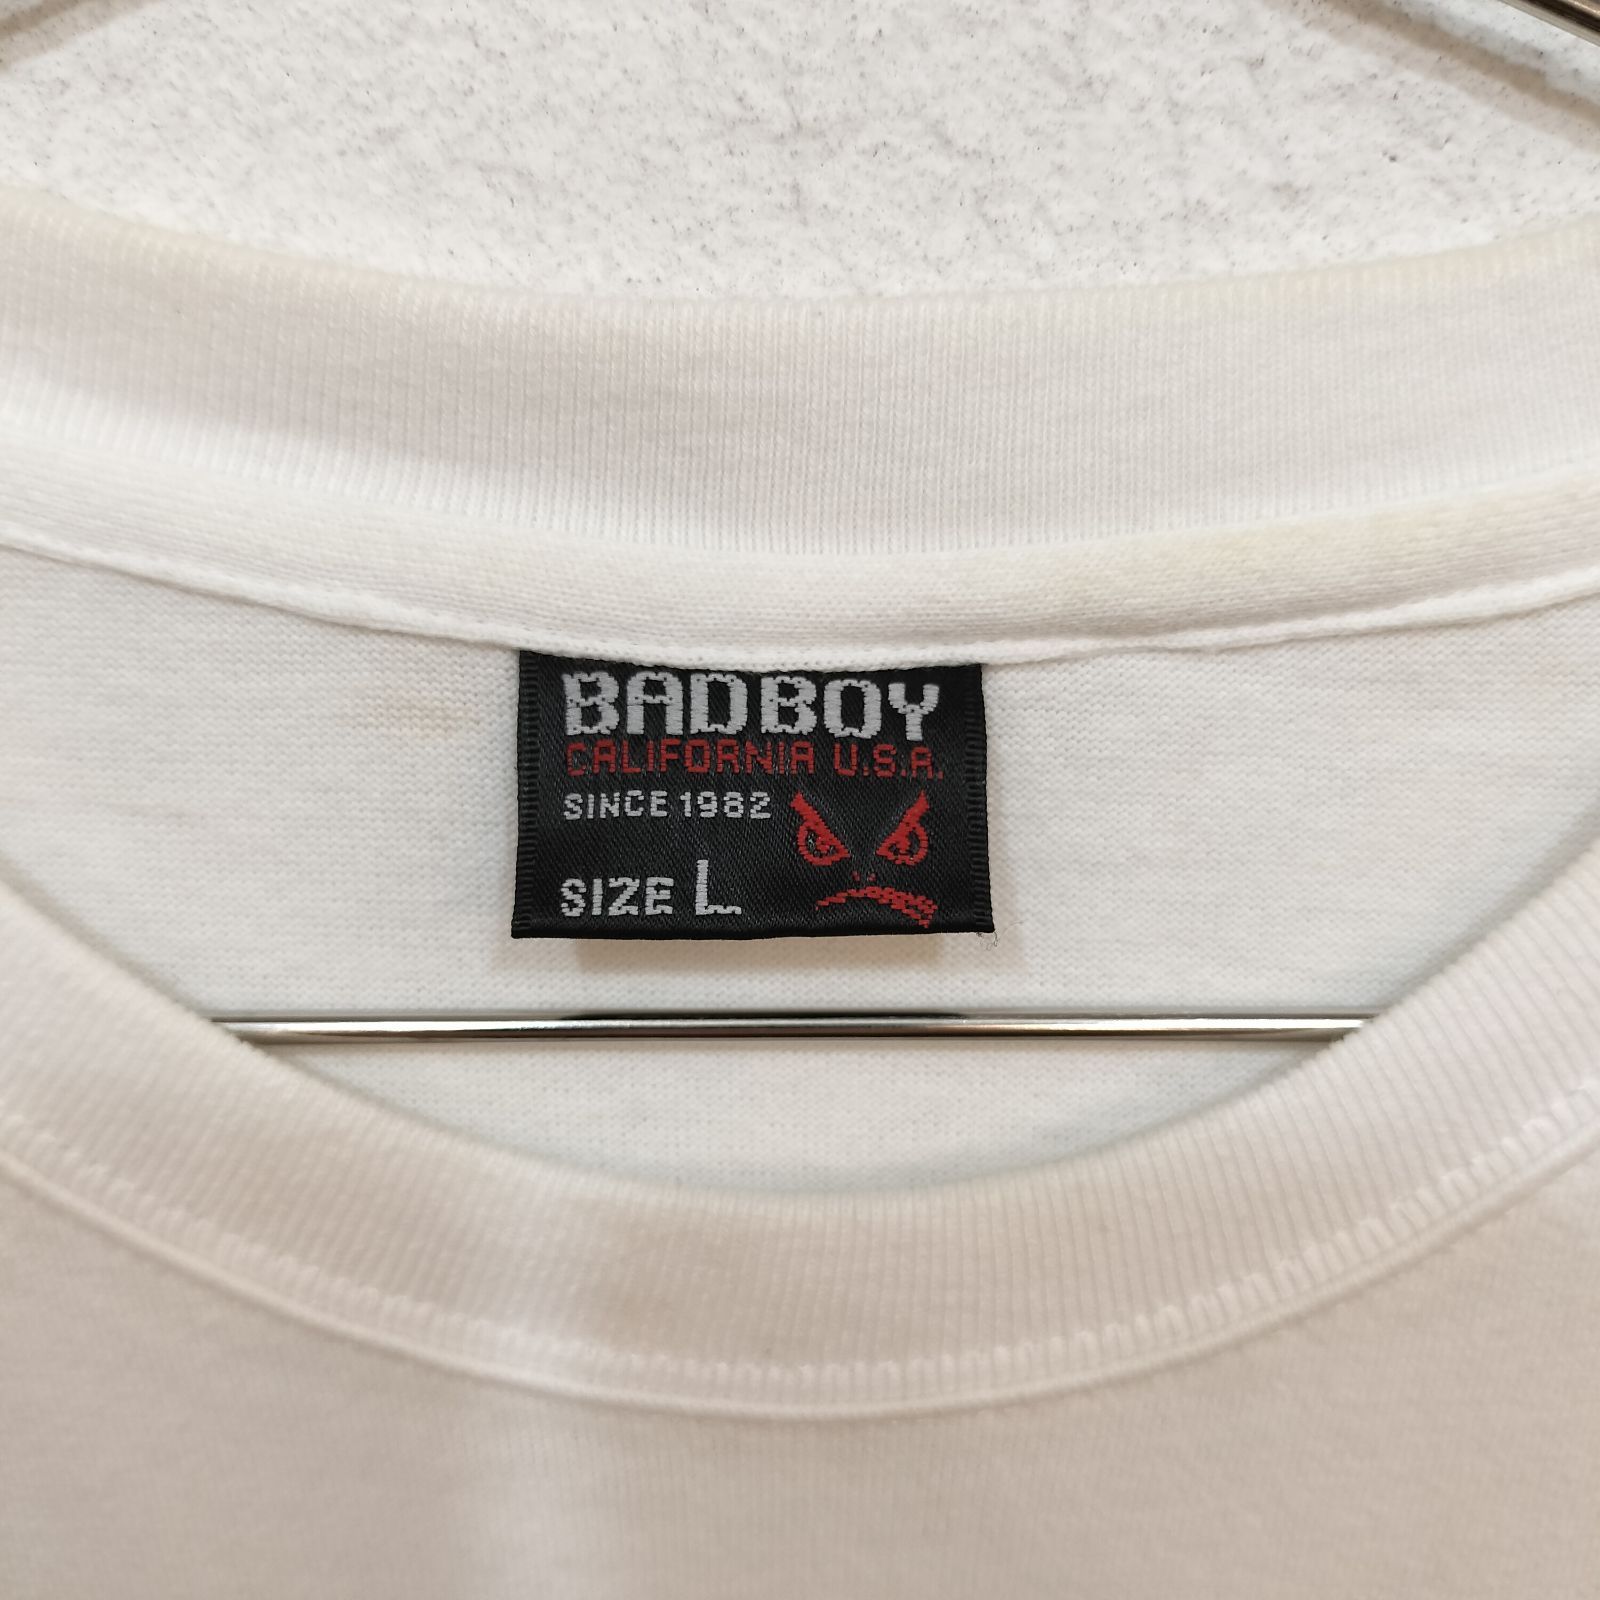 BADBOY
CALIFORNIA U.S.A.
SINCE 1982
SIZE L